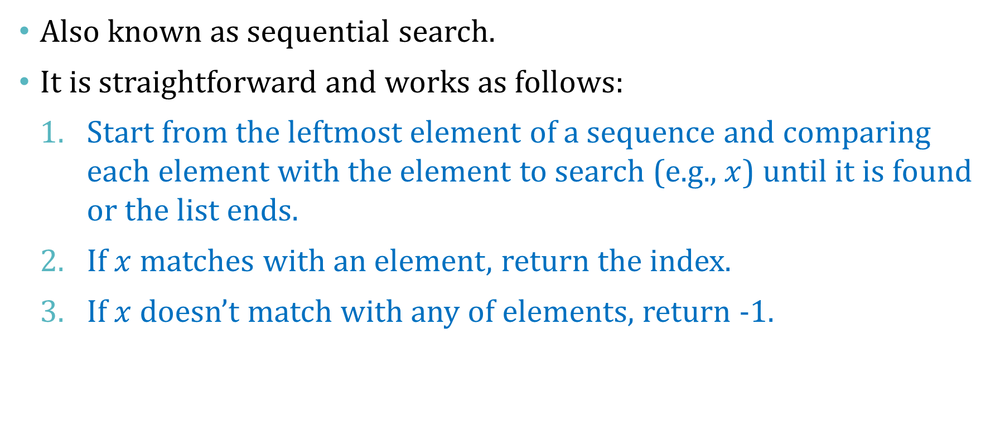 • Also known as sequential search.
• It is straightforward and works as follows:
1. Start from the leftmost element of a sequence and comparing
each element with the element to search (e.g., x) until it is found
or the list ends.
2. If x matches with an element, return the index.
3. If x doesn’t match with any of elements, return -1.